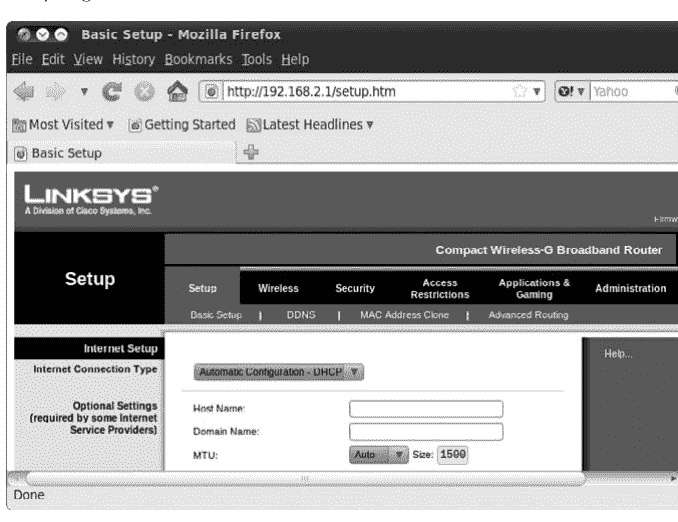 Basic Setup - Mozilla Firefox
File Edit View History Bookmarks Tools Help
http://192.168.2.1/setup.htm Yahoo
Most Visited Getting Started Latest Headlines
Basic Setup
LINKSYS®
A Division of Cisco Systems, Inc.
Compact Wireless-G Broadband Router
Setup
Setup Wireless Security Access Restrictions Applications & Gaming Administration
Basic Setup | DDNS | MAC Address Clone | Advanced Routing
Internet Setup
Help...
Internet Connection Type Automatic Configuration - DHCP
Optional Settings
(required by some Internet
Service Providers)
Host Name:
Domain Name:
MTU: Auto Size: 1500
Done